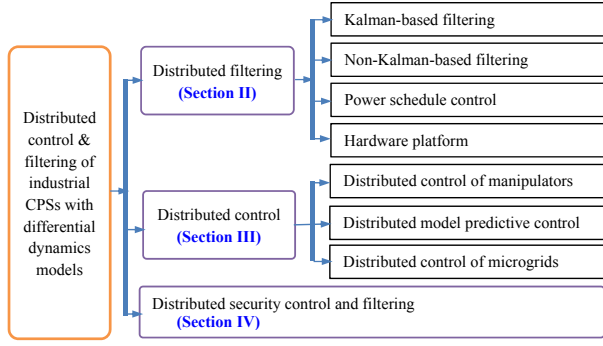 Distributed
control &
filtering of
industrial
CPSs with
differential
dynamics
models
Distributed filtering
(Section II)
Kalman-based filtering
Non-Kalman-based filtering
Power schedule control
Hardware platform
Distributed control
(Section III)
Distributed control of manipulators
Distributed model predictive control
Distributed control of microgrids
Distributed security control and filtering
(Section IV)